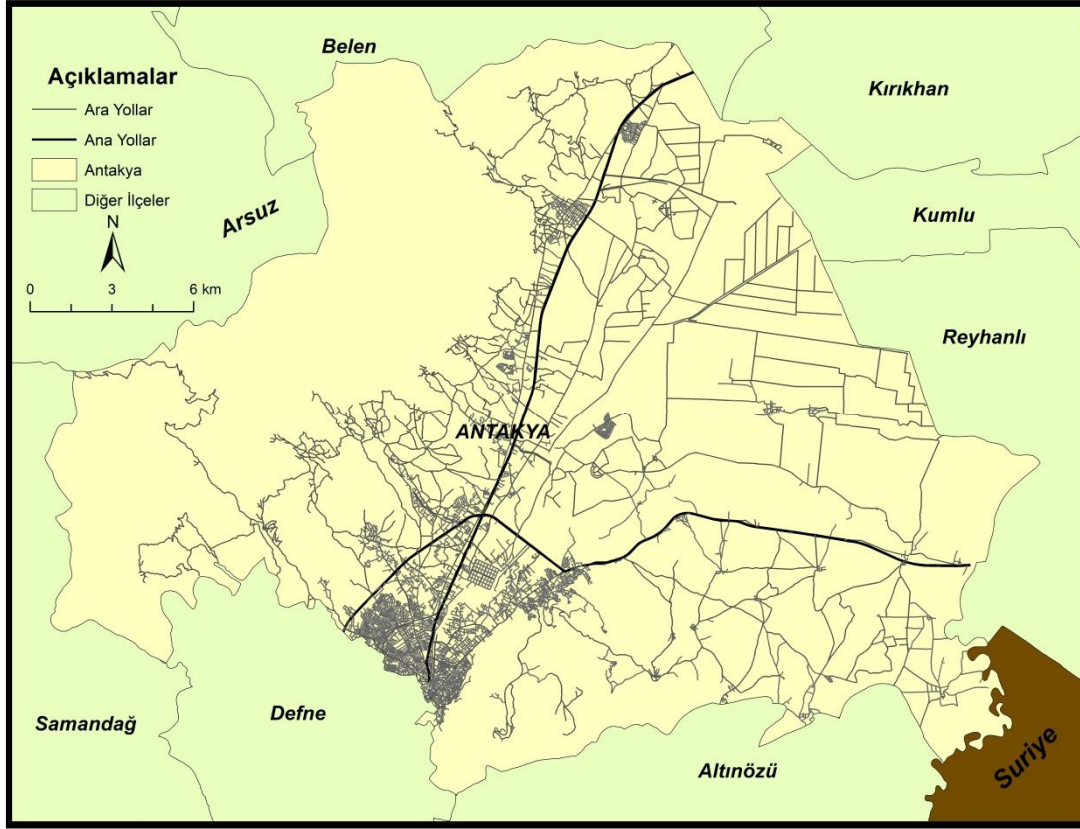 Belen
Açıklamalar
Ara Yollar
Ana Yollar
Antakya
Diğer İlçeler
N
0 3 6 km
Kırıkhan
Arsuz
Kumlu
Reyhanlı
ANTAKYA
Samandağ
Defne
Altınözü
Suriye